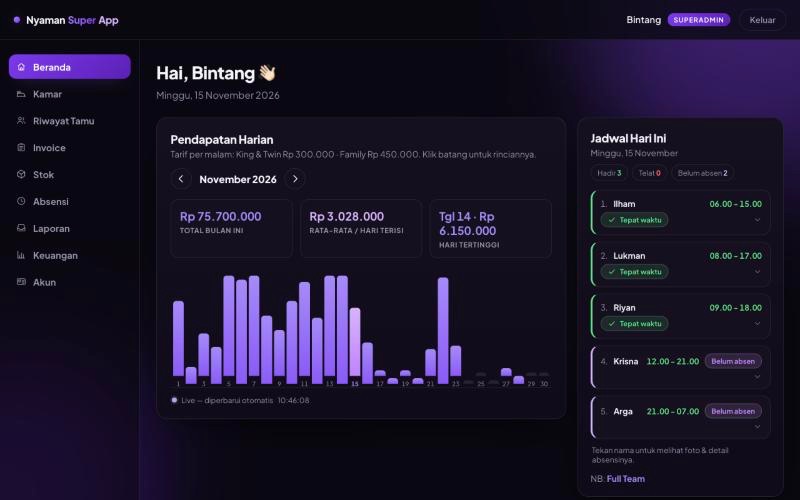 Nyaman Super App
Bintang SUPERADMIN Keluar
Beranda
Kamar
Riwayat Tamu
Invoice
Stok
Absensi
Laporan
Keuangan
Akun
Hai, Bintang 👋🏻
Minggu, 15 November 2026
Pendapatan Harian
Tarif per malam: King & Twin Rp 300.000 · Family Rp 450.000. Klik batang untuk rinciannya.
November 2026
Rp 75.700.000
TOTAL BULAN INI
Rp 3.028.000
RATA-RATA / HARI TERISI
Tgl 14 · Rp
6.150.000
HARI TERTINGGI
1 3 5 7 9 11 13 15 17 19 21 23 25 27 29 30
Live — diperbarui otomatis 10:46:08
Jadwal Hari Ini
Minggu, 15 November
Hadir 3 Telat 0 Belum absen 2
1. Ilham 06.00 – 15.00
✓ Tepat waktu
2. Lukman 08.00 – 17.00
✓ Tepat waktu
3. Riyan 09.00 – 18.00
✓ Tepat waktu
4. Krisna 12.00 – 21.00 Belum absen
5. Arga 21.00 – 07.00 Belum absen
Tekan nama untuk melihat foto & detail
absensinya.
NB: Full Team